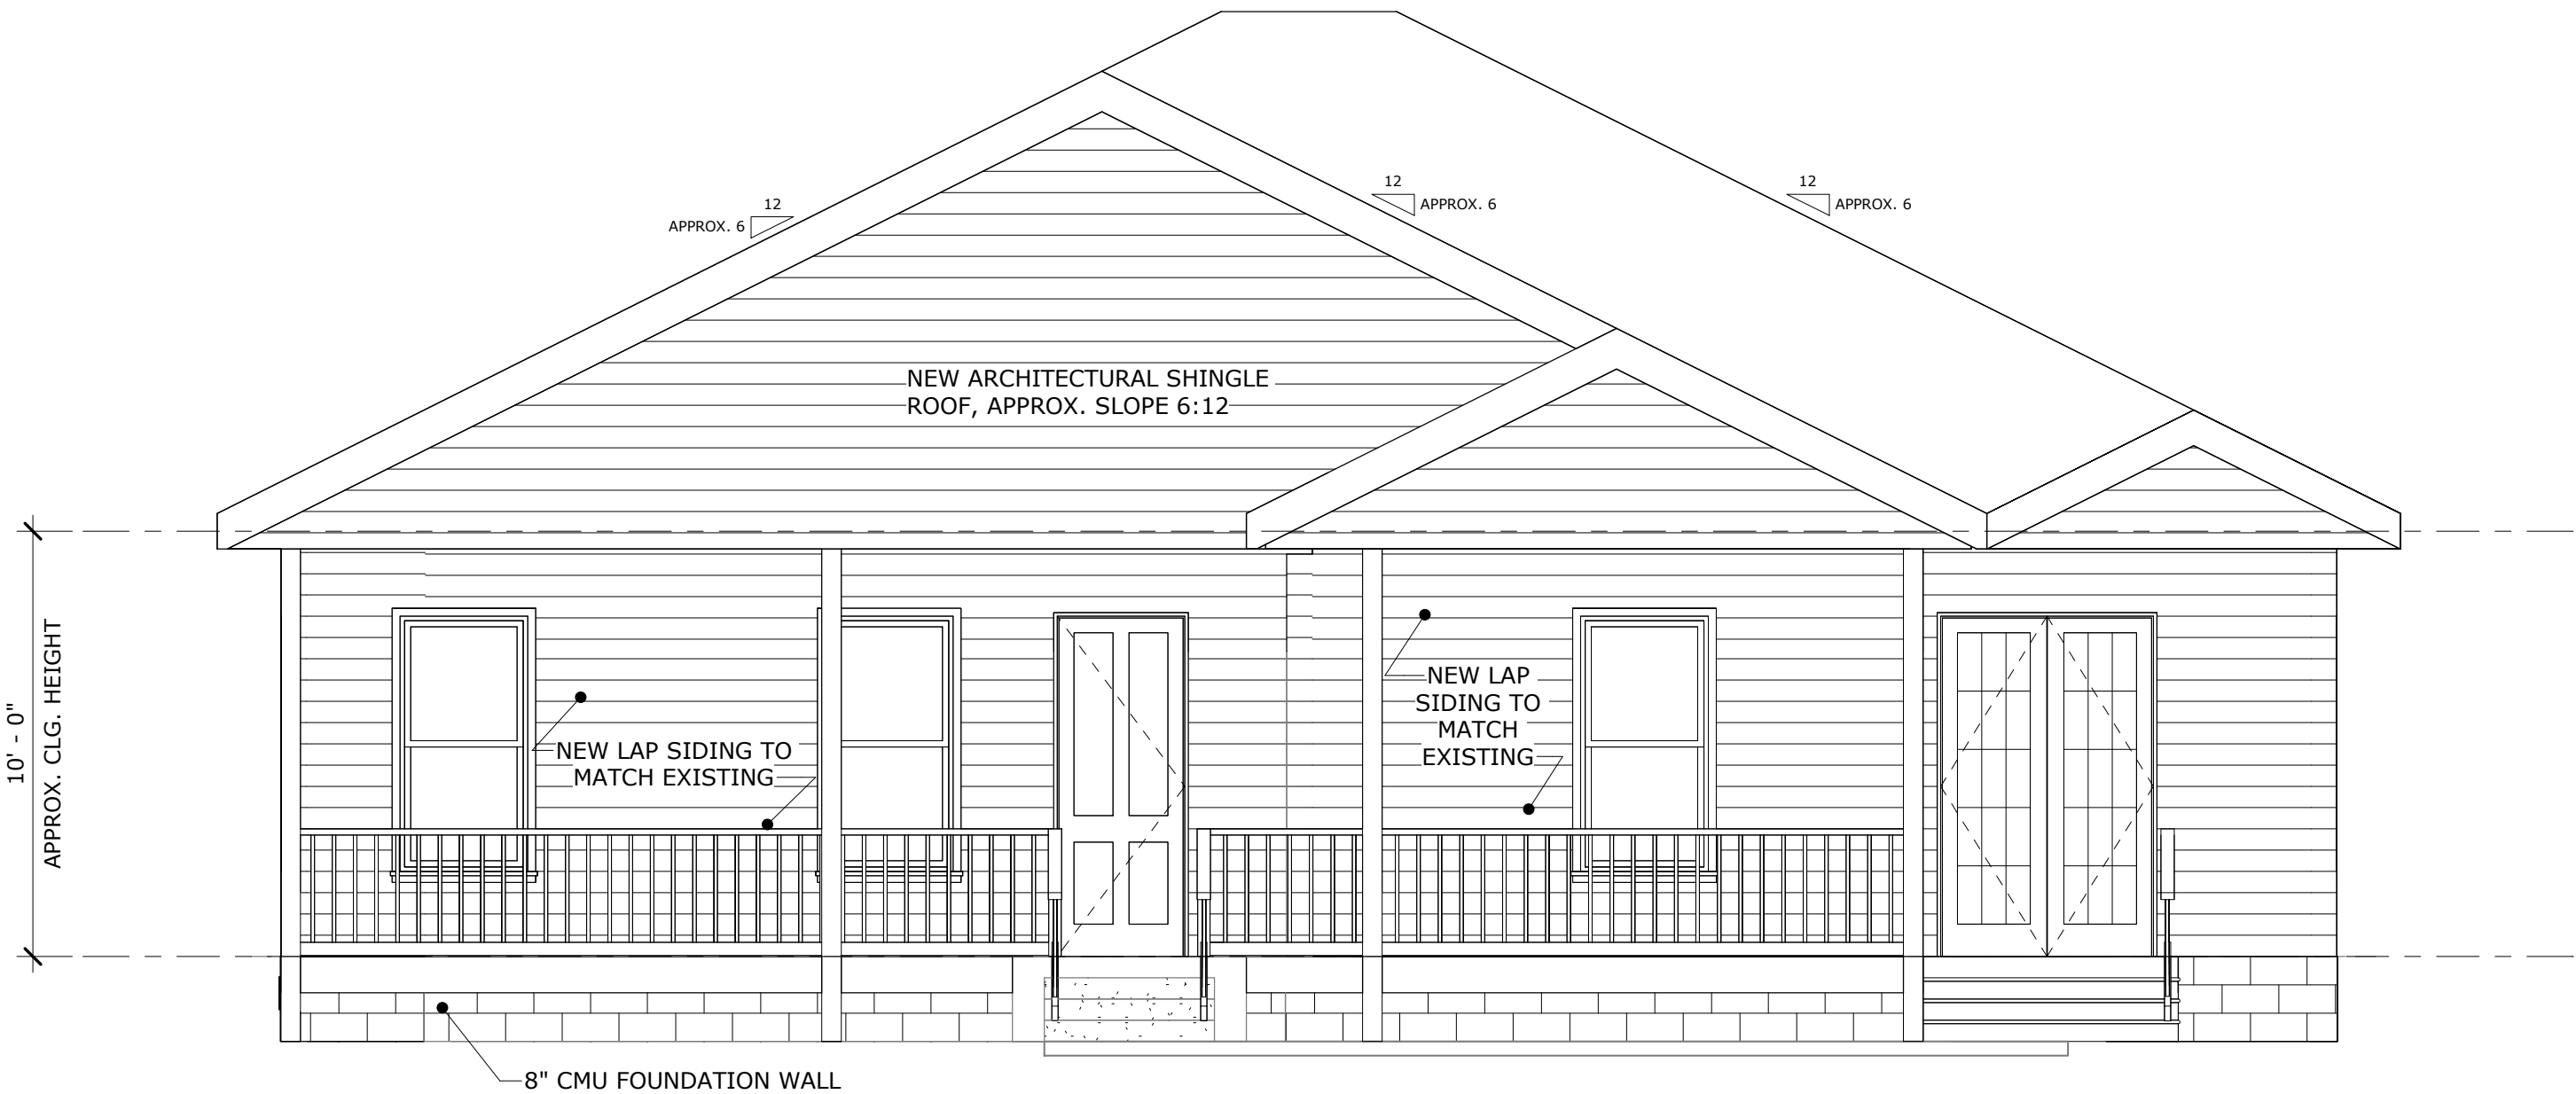 12
APPROX. 6
12
APPROX. 6
12
APPROX. 6
NEW ARCHITECTURAL SHINGLE
ROOF, APPROX. SLOPE 6:12
10' - 0"
APPROX. CLG. HEIGHT
NEW LAP SIDING TO
MATCH EXISTING
NEW LAP
SIDING TO
MATCH
EXISTING
8" CMU FOUNDATION WALL